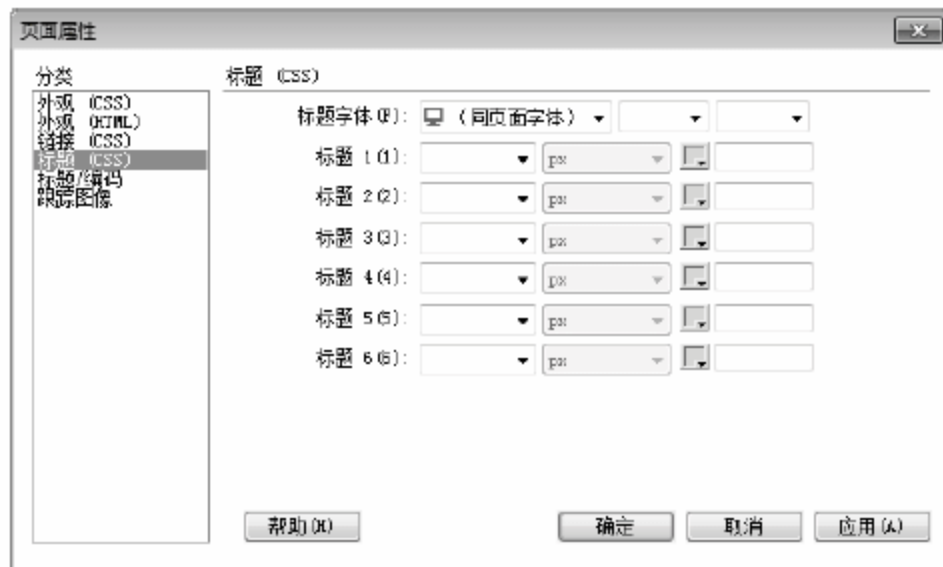 页面属性
分类
外观 (CSS)
外观 (HTML)
链接 (CSS)
标题 (CSS)
标题/编码
跟踪图像
标题 (CSS)
标题字体(F): (同页面字体)
标题 1(1): px
标题 2(2): px
标题 3(3): px
标题 4(4): px
标题 5(5): px
标题 6(6): px
帮助(H) 确定 取消 应用(A)